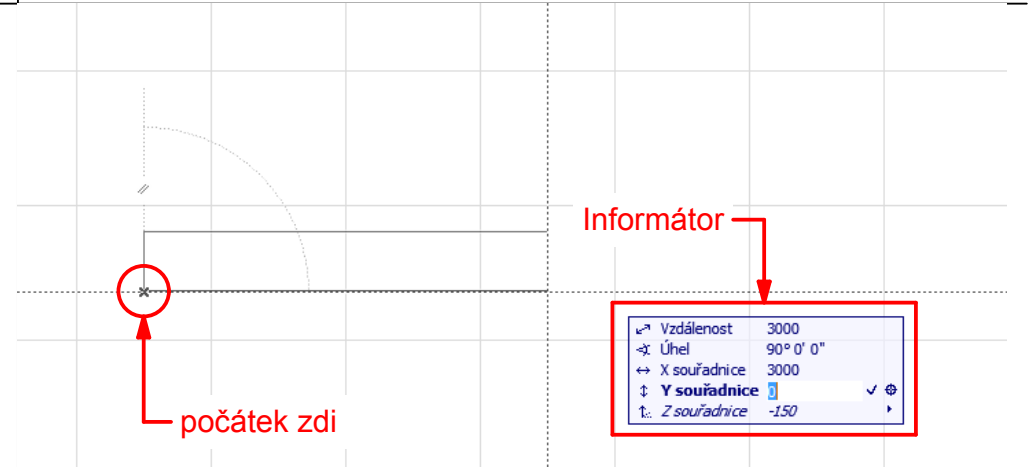 Informátor
Vzdálenost 3000
Úhel 90° 0' 0"
X souřadnice 3000
Y souřadnice 0
Z souřadnice -150
počátek zdi